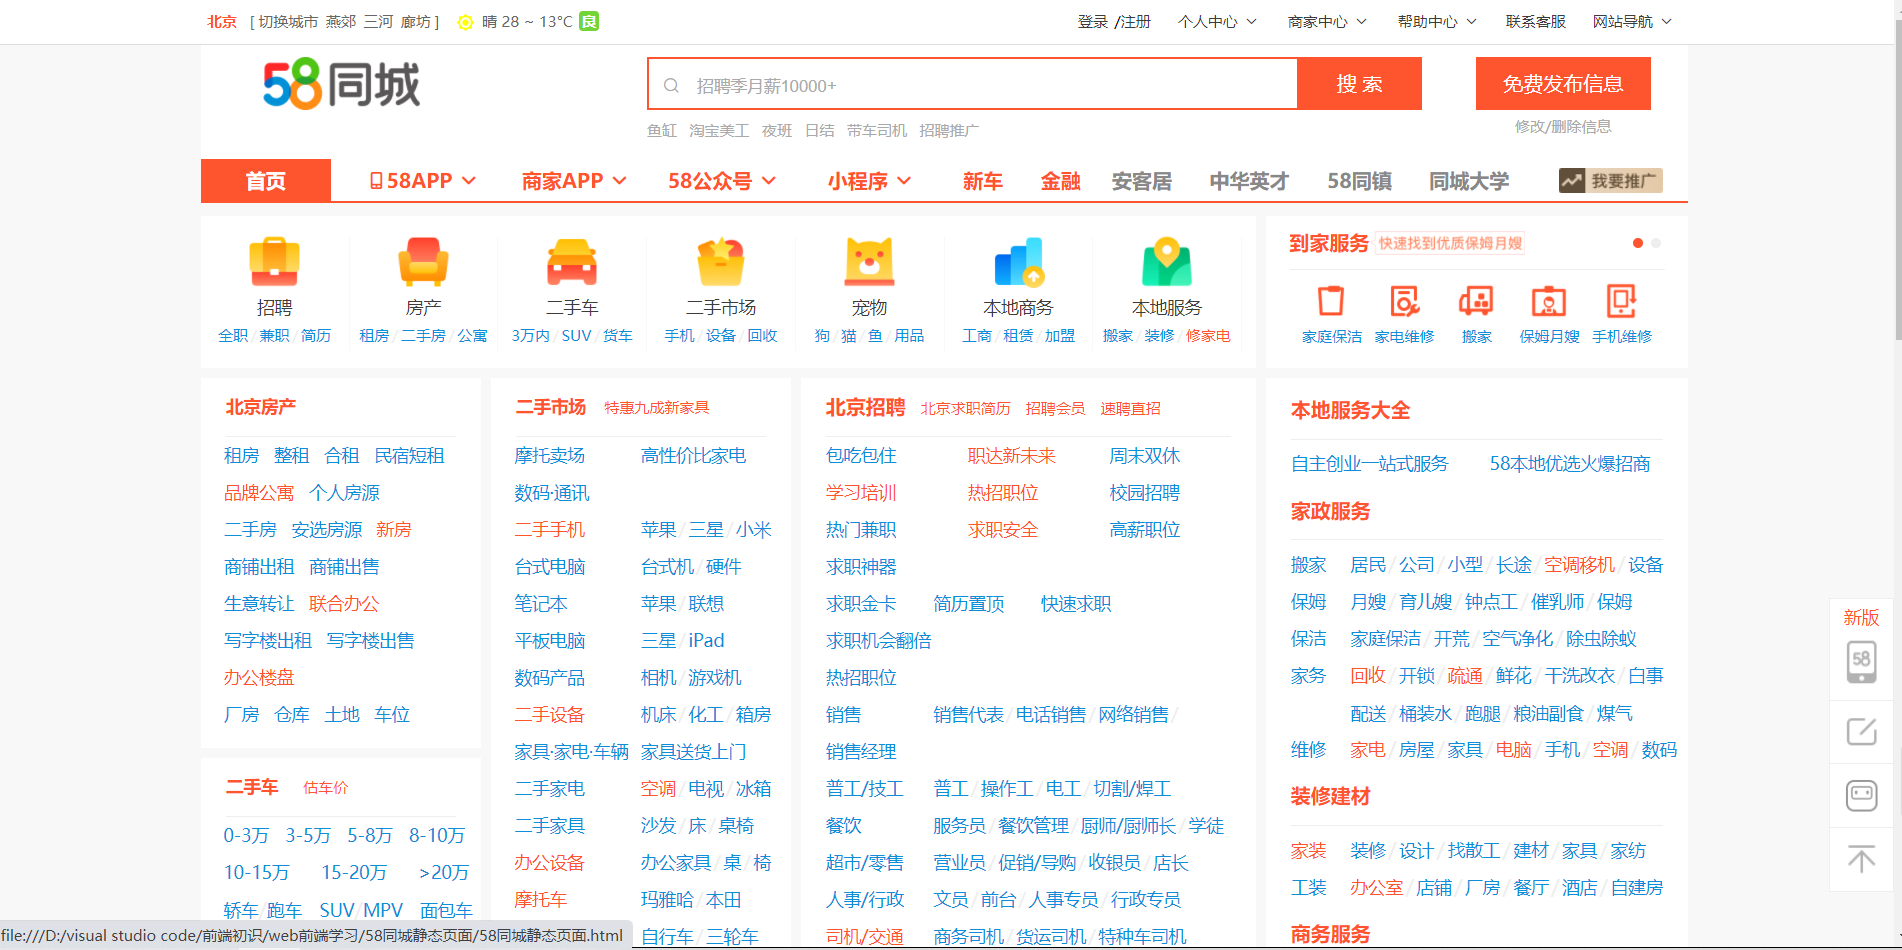 北京 [ 切换城市 燕郊 三河 廊坊 ] 晴 28 ~ 13°C 良 登录 /注册 个人中心 商家中心 帮助中心 联系客服 网站导航
58同城
招聘季月薪10000+ 搜 索 免费发布信息
鱼缸 淘宝美工 夜班 日结 带车司机 招聘推广 修改/删除信息
首页 58APP 商家APP 58公众号 小程序 新车 金融 安居客 中华英才 58同镇 同城大学 我要推广
招聘
全职 / 兼职 / 简历
房产
租房 / 二手房 / 公寓
二手车
3万内 / SUV / 货车
二手市场
手机 / 设备 / 回收
宠物
狗 / 猫 / 鱼 / 用品
本地商务
工商 / 租赁 / 加盟
本地服务
搬家 / 装修 / 修家电
到家服务 快速找到优质保姆月嫂
家庭保洁 家电维修 搬家 保姆月嫂 手机维修
北京房产
租房 整租 合租 民宿短租
品牌公寓 个人房源
二手房 安选房源 新房
商铺出租 商铺出售
生意转让 联合办公
写字楼出租 写字楼出售
办公楼盘
厂房 仓库 土地 车位
二手车 估车价
0-3万 3-5万 5-8万 8-10万
10-15万 15-20万 >20万
轿车/跑车 SUV/MPV 面包车
二手市场 特惠九成新家具
摩托卖场 高性价比家电
数码·通讯
二手手机 苹果 / 三星 / 小米
台式电脑 台式机 / 硬件
笔记本 苹果 / 联想
平板电脑 三星 / iPad
数码产品 相机 / 游戏机
二手设备 机床 / 化工 / 箱房
家具·家电·车辆 家具送货上门
二手家电 空调 / 电视 / 冰箱
二手家具 沙发 / 床 / 桌椅
办公设备 办公家具 / 桌 / 椅
摩托车 玛雅哈 / 本田
自行车 / 三轮车
北京招聘 北京求职简历 招聘会员 速聘直招
包吃包住 职达新未来 周末双休
学习培训 热招职位 校园招聘
热门兼职 求职安全 高薪职位
求职神器
求职金卡 简历置顶 快速求职
求职机会翻倍
热招职位
销售 销售代表 / 电话销售 / 网络销售 /
销售经理
普工/技工 普工 / 操作工 / 电工 / 切割/焊工
餐饮 服务员 / 餐饮管理 / 厨师/厨师长 / 学徒
超市/零售 营业员 / 促销/导购 / 收银员 / 店长
人事/行政 文员 / 前台 / 人事专员 / 行政专员
司机/交通 商务司机 / 货运司机 / 特种车司机
本地服务大全
自主创业一站式服务 58本地优选火爆招商
家政服务
搬家 居民 / 公司 / 小型 / 长途 / 空调移机 / 设备
保姆 月嫂 / 育儿嫂 / 钟点工 / 催乳师 / 保姆
保洁 家庭保洁 / 开荒 / 空气净化 / 除虫除蚁
家务 回收 / 开锁 / 疏通 / 鲜花 / 干洗改衣 / 白事
配送 / 桶装水 / 跑腿 / 粮油副食 / 煤气
维修 家电 / 房屋 / 家具 / 电脑 / 手机 / 空调 / 数码
装修建材
家装 装修 / 设计 / 找散工 / 建材 / 家具 / 家纺
工装 办公室 / 店铺 / 厂房 / 餐厅 / 酒店 / 自建房
商务服务
新版
58
file:///D:/visual studio code/前端初识/web前端学习/58同城静态页面/58同城静态页面.html